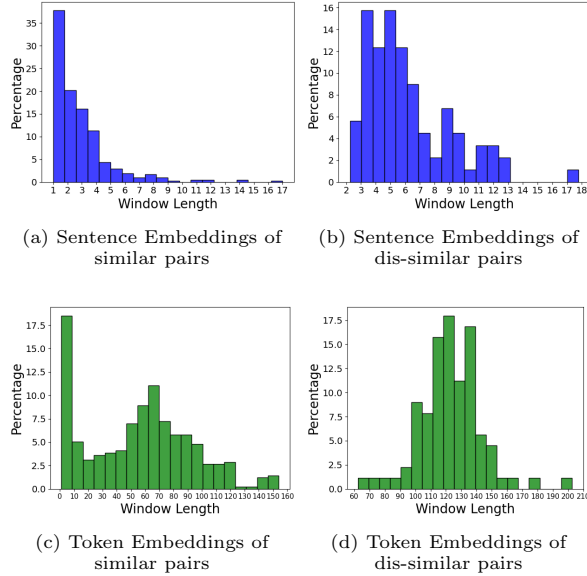 35
30
25
20
15
10
5
0
Percentage
1 2 3 4 5 6 7 8 9 10 11 12 13 14 15 16 17
Window Length
(a) Sentence Embeddings of
similar pairs
16
14
12
10
8
6
4
2
0
Percentage
2 3 4 5 6 7 8 9 10 11 12 13 14 15 16 17 18
Window Length
(b) Sentence Embeddings of
dis-similar pairs
17.5
15.0
12.5
10.0
7.5
5.0
2.5
0.0
Percentage
0 10 20 30 40 50 60 70 80 90 100 110 120 130 140 150 160
Window Length
(c) Token Embeddings of
similar pairs
17.5
15.0
12.5
10.0
7.5
5.0
2.5
0.0
Percentage
60 70 80 90 100 110 120 130 140 150 160 170 180 190 200 210
Window Length
(d) Token Embeddings of
dis-similar pairs